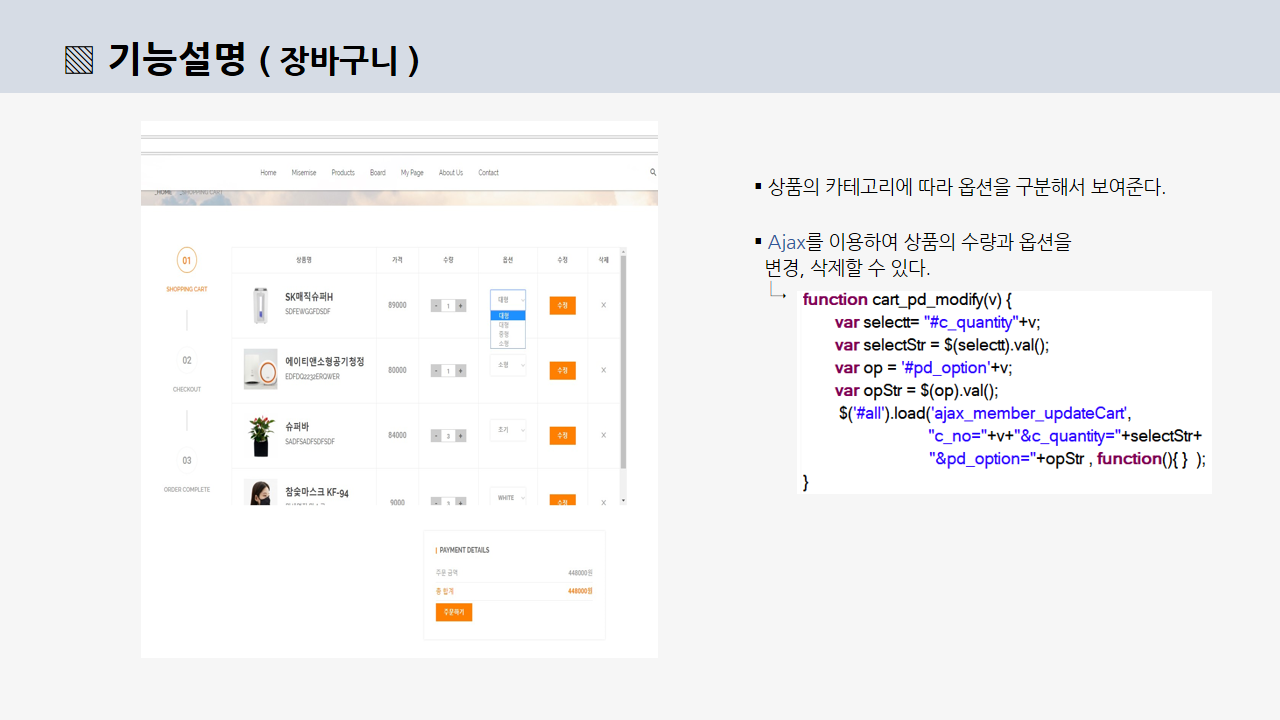 기능설명 ( 장바구니 )
Home Misemise Products Board My Page About Us Contact
HOME SHOPPING CART
01
SHOPPING CART
02
CHECKOUT
03
ORDER COMPLETE
상품명 가격 수량 옵션 수정 삭제
SK매직슈퍼H
SDFEWGGFDSDF
89000 - 1 + 대형 수정 X
대형
대형
중형
소형
에이티앤소형공기청정
EDFDQ2232ERQWER
80000 - 1 + 소형 수정 X
슈퍼바
SADFSADFSDFSDF
84000 - 3 + 조기 수정 X
참숯마스크 KF-94
9000 - 3 + WHITE 수정 X
PAYMENT DETAILS
주문 금액 448000원
총 합계 448000원
주문하기
▪ 상품의 카테고리에 따라 옵션을 구분해서 보여준다.
▪ Ajax를 이용하여 상품의 수량과 옵션을
변경, 삭제할 수 있다.
function cart_pd_modify(v) {
var selectt= "#c_quantity"+v;
var selectStr = $(selectt).val();
var op = '#pd_option'+v;
var opStr = $(op).val();
$('#all').load('ajax_member_updateCart',
"c_no="+v+"&c_quantity="+selectStr+
"&pd_option="+opStr , function(){ } );
}